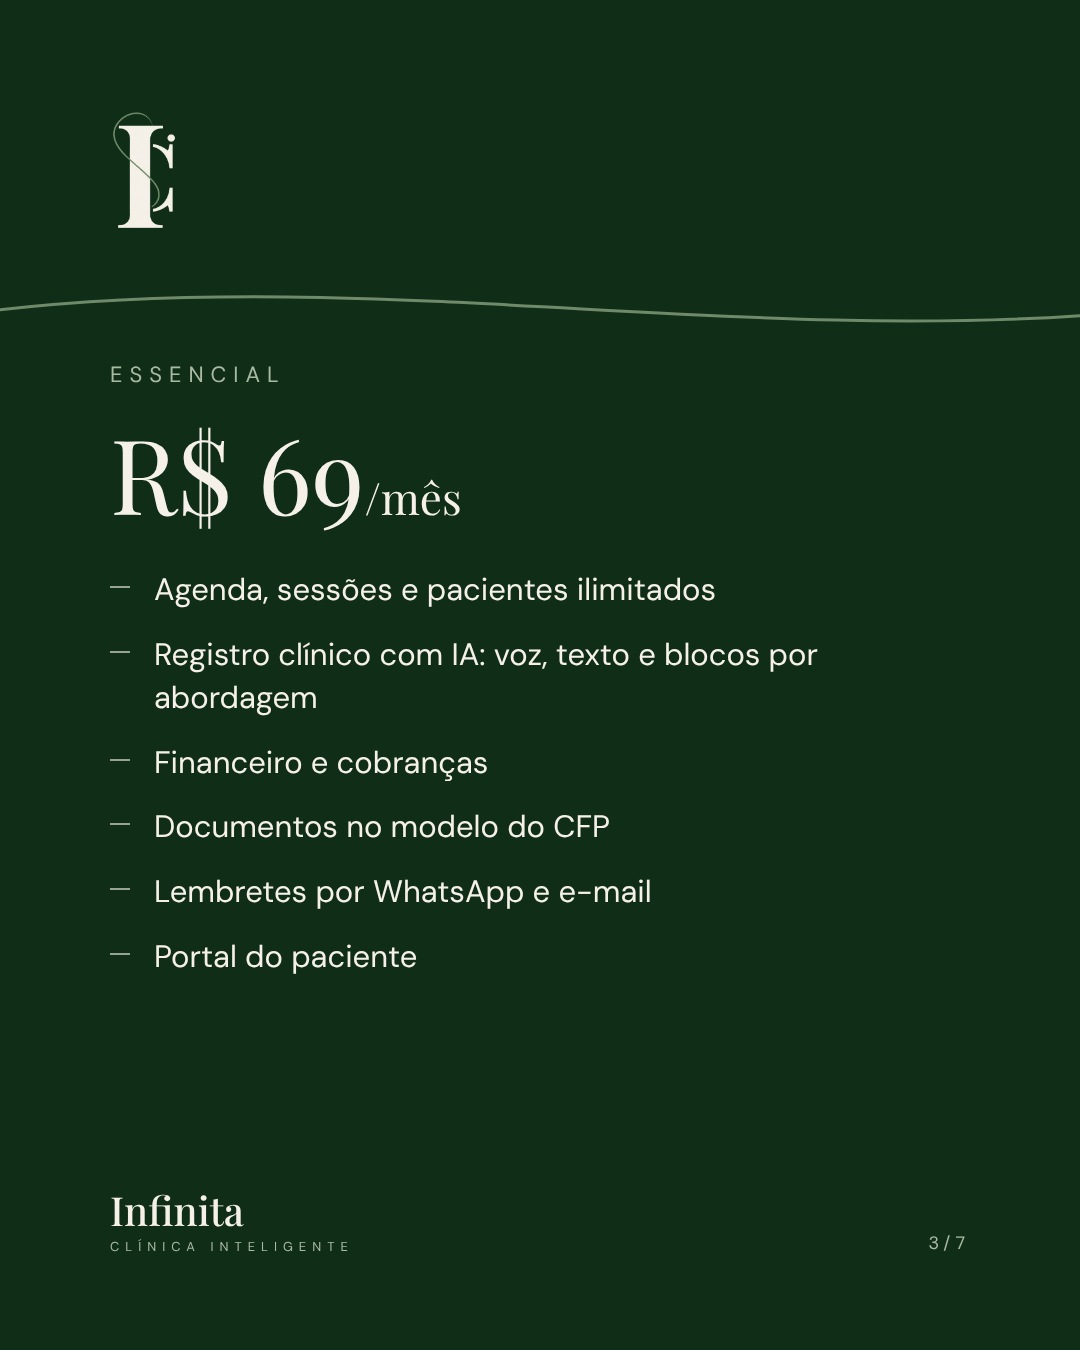 ESSENCIAL
R$ 69/mês
— Agenda, sessões e pacientes ilimitados
— Registro clínico com IA: voz, texto e blocos por
abordagem
— Financeiro e cobranças
— Documentos no modelo do CFP
— Lembretes por WhatsApp e e-mail
— Portal do paciente
Infinita
CLÍNICA INTELIGENTE
3 / 7